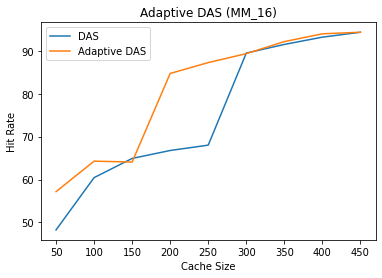 Adaptive DAS (MM_16)
DAS
Adaptive DAS
90
80
70
60
50
Hit Rate
50 100 150 200 250 300 350 400 450
Cache Size